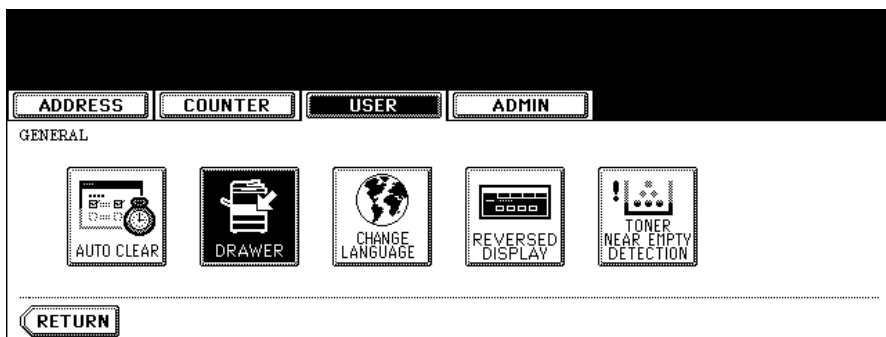 ADDRESS COUNTER USER ADMIN
GENERAL
AUTO CLEAR
DRAWER
CHANGE
LANGUAGE
REVERSED
DISPLAY
TONER
NEAR EMPTY
DETECTION
RETURN